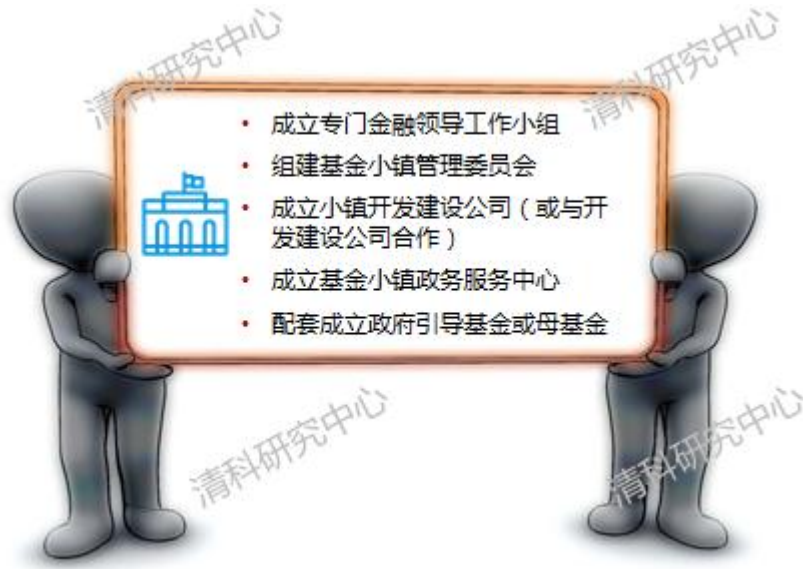 清科研究中心
清科研究中心
• 成立专门金融领导工作小组
• 组建基金小镇管理委员会
• 成立小镇开发建设公司（或与开
发建设公司合作）
• 成立基金小镇政务服务中心
• 配套成立政府引导基金或母基金
清科研究中心
清科研究中心